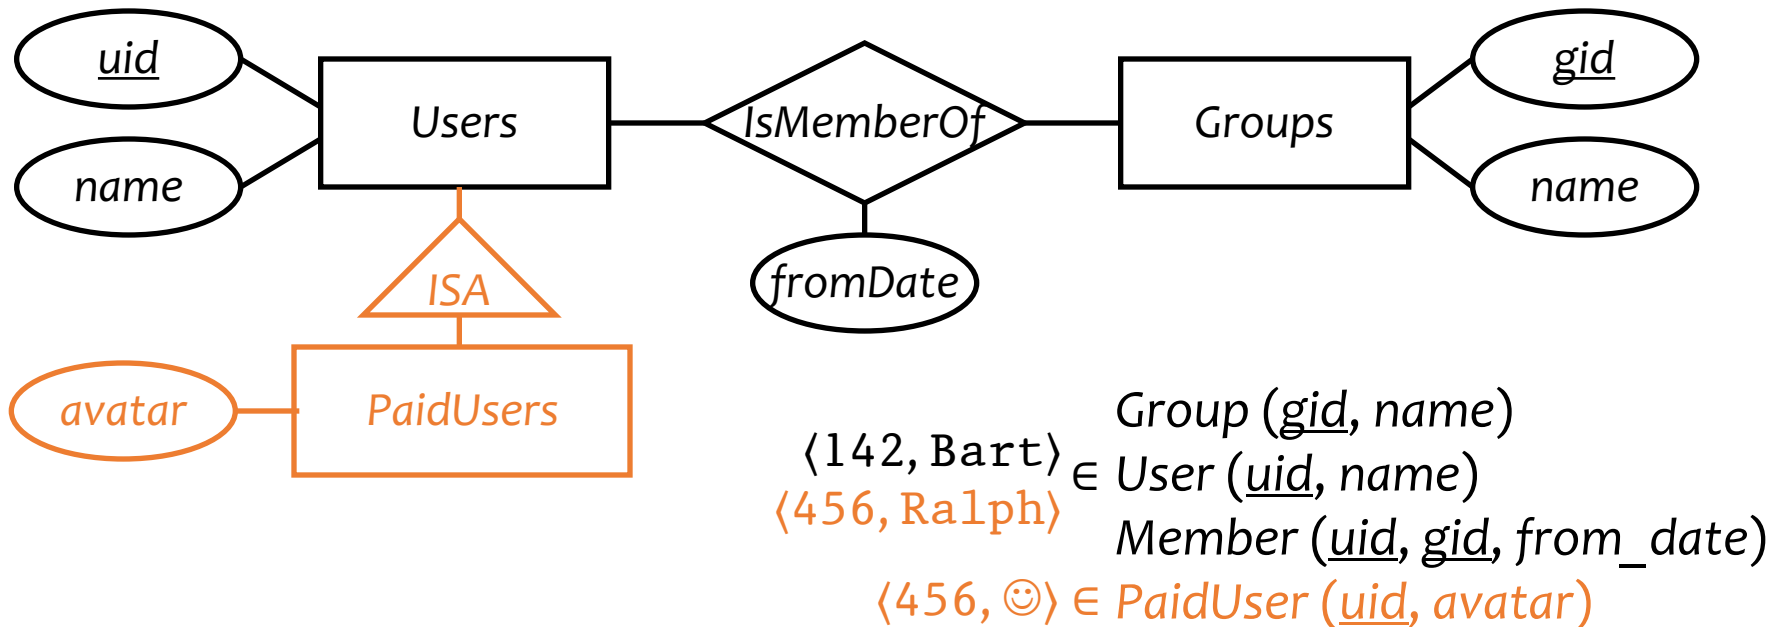 uid
name
Users
IsMemberOf
Groups
gid
name
fromDate
ISA
avatar
PaidUsers
Group (gid, name)
⟨142, Bart⟩
⟨456, Ralph⟩
∈ User (uid, name)
Member (uid, gid, from_date)
⟨456, ☺⟩ ∈ PaidUser (uid, avatar)